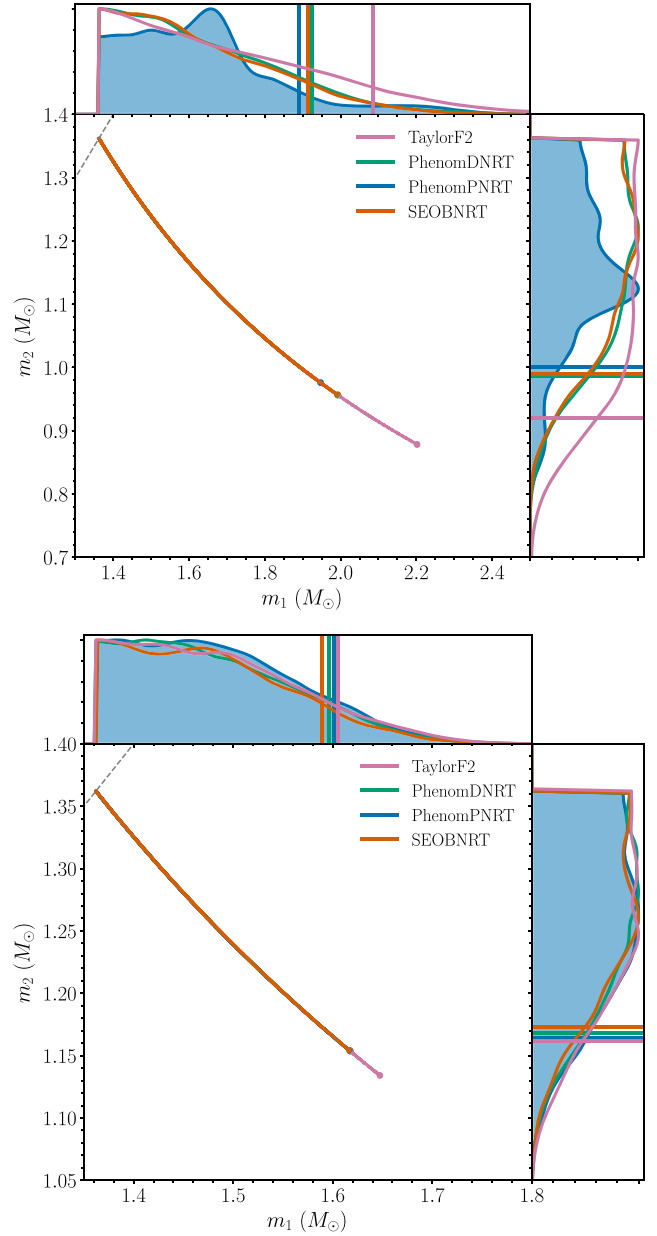 1.4
1.3
1.2
1.1
1.0
0.9
0.8
0.7
m₂ (M⊙)
TaylorF2
PhenomDNRT
PhenomPNRT
SEOBNRT
1.4 1.6 1.8 2.0 2.2 2.4
m₁ (M⊙)
1.40
1.35
1.30
1.25
1.20
1.15
1.10
1.05
m₂ (M⊙)
TaylorF2
PhenomDNRT
PhenomPNRT
SEOBNRT
1.4 1.5 1.6 1.7 1.8
m₁ (M⊙)